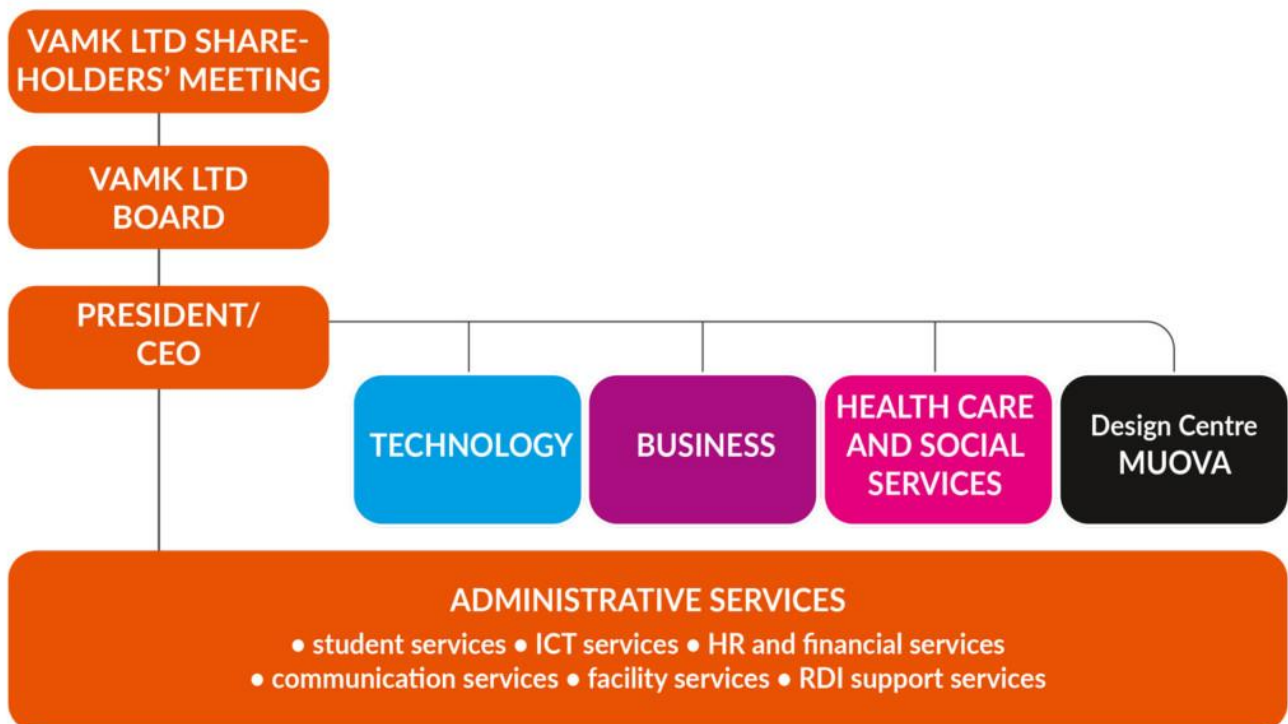 VAMK LTD SHARE-
HOLDERS' MEETING
VAMK LTD
BOARD
PRESIDENT/
CEO
TECHNOLOGY
BUSINESS
HEALTH CARE
AND SOCIAL
SERVICES
Design Centre
MUOVA
ADMINISTRATIVE SERVICES
● student services ● ICT services ● HR and financial services
● communication services ● facility services ● RDI support services